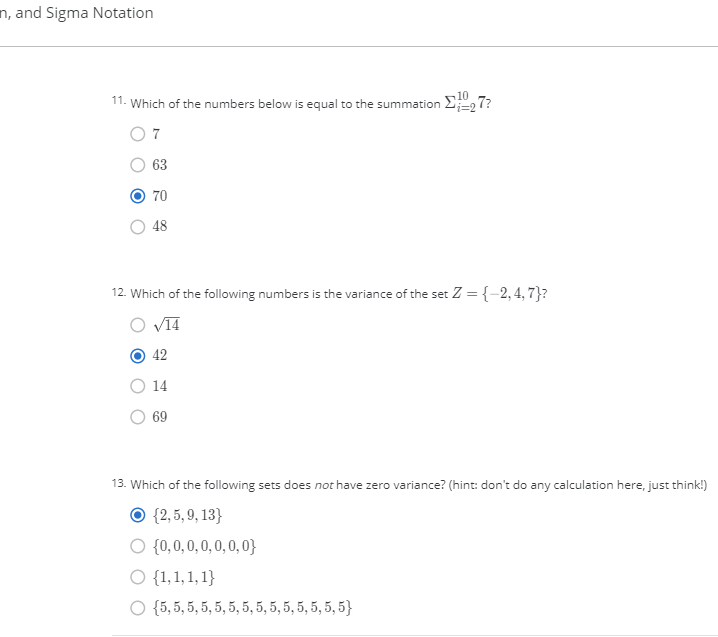 n, and Sigma Notation
11. Which of the numbers below is equal to the summation Σ_{i=2}^{10} 7?
7
63
70
48
12. Which of the following numbers is the variance of the set Z = {−2, 4, 7}?
√14
42
14
69
13. Which of the following sets does not have zero variance? (hint: don't do any calculation here, just think!)
{2, 5, 9, 13}
{0, 0, 0, 0, 0, 0, 0}
{1, 1, 1, 1}
{5, 5, 5, 5, 5, 5, 5, 5, 5, 5, 5, 5, 5, 5}